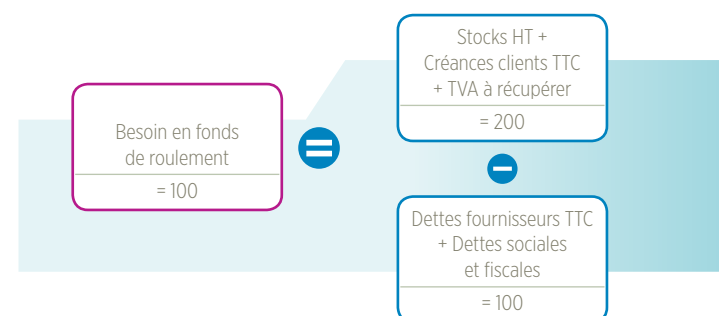 Besoin en fonds
de roulement
= 100
=
Stocks HT +
Créances clients TTC
+ TVA à récupérer
= 200
−
Dettes fournisseurs TTC
+ Dettes sociales
et fiscales
= 100